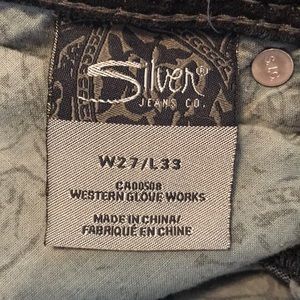 Silver®
JEANS CO.
W27/L33
CA00508
WESTERN GLOVE WORKS
MADE IN CHINA/
FABRIQUÉ EN CHINE